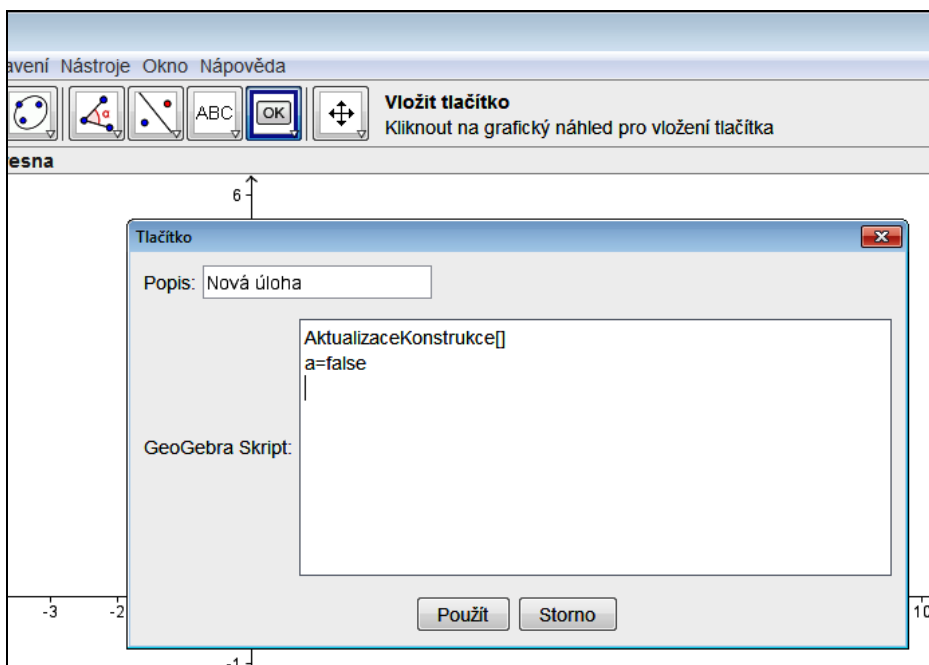 avení Nástroje Okno Nápověda
ABC
OK
Vložit tlačítko
Kliknout na grafický náhled pro vložení tlačítka
esna
6
Tlačítko
Popis: Nová úloha
AktualizaceKonstrukce[]
a=false
GeoGebra Skript:
Použít Storno
-3 -2 10
-1